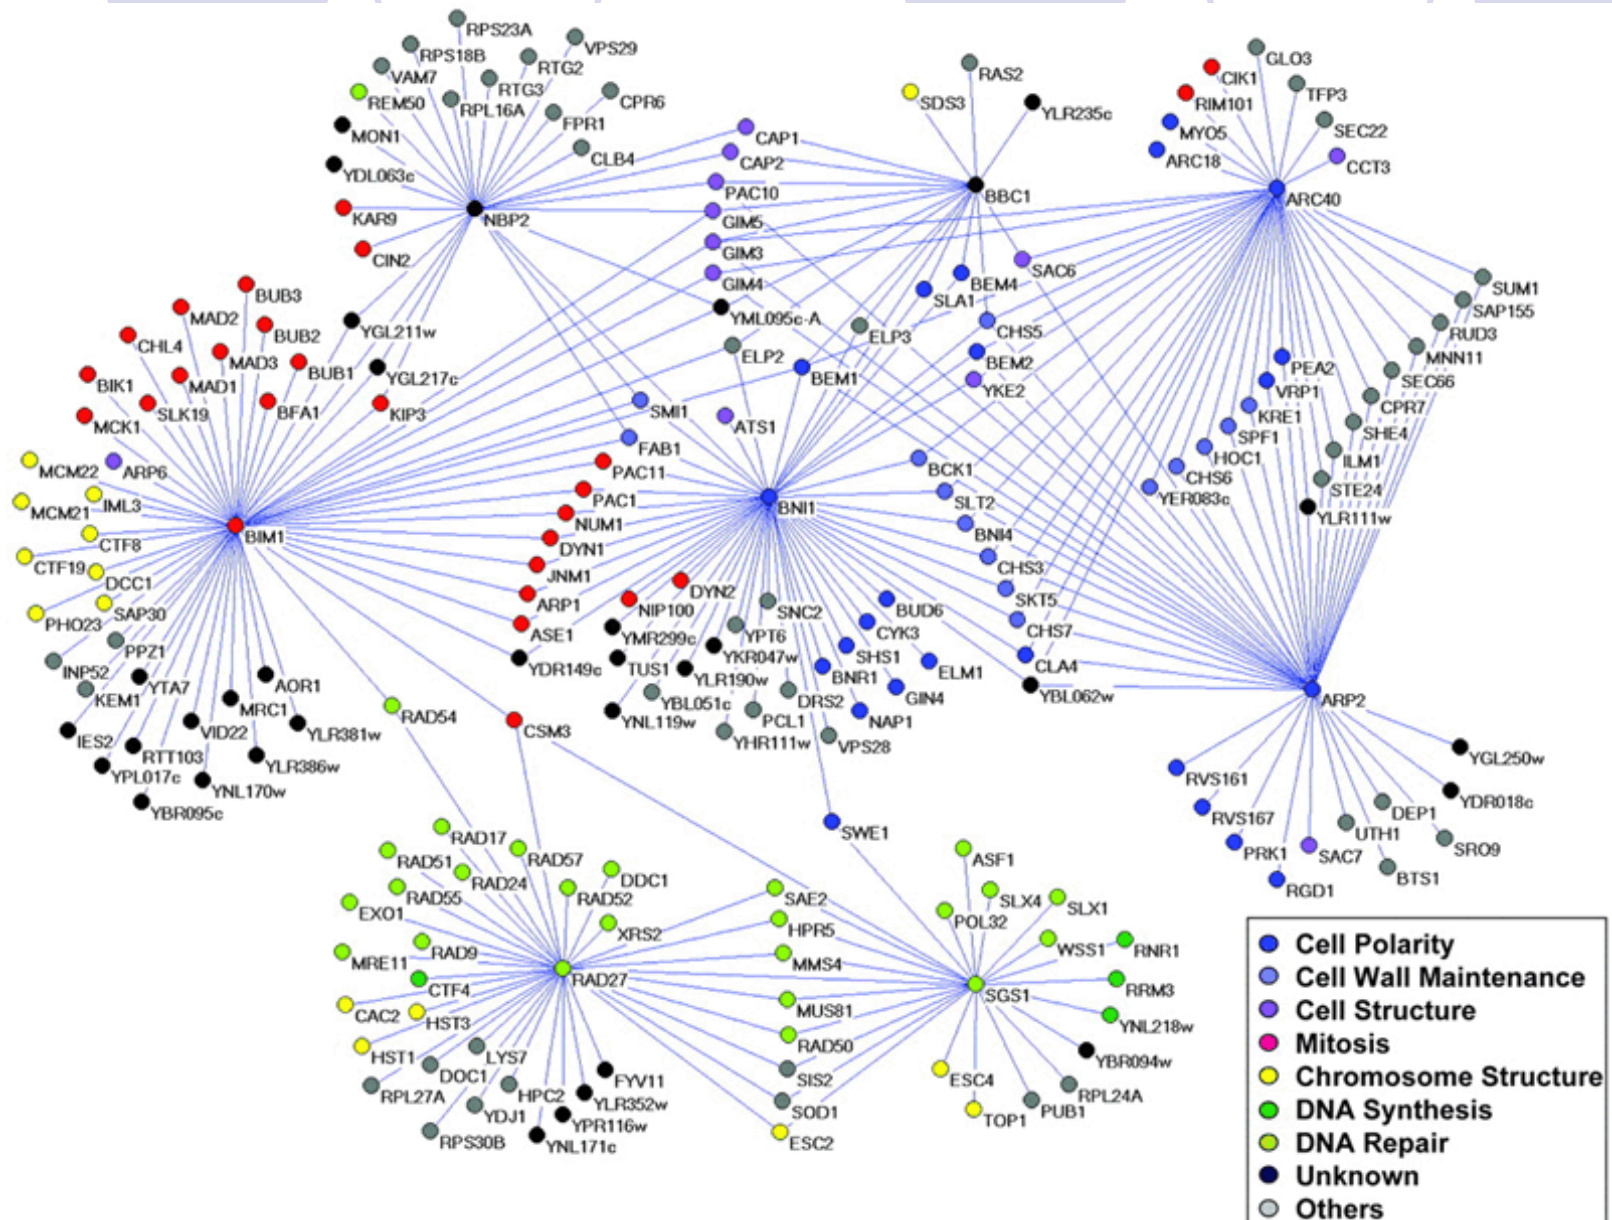 RPS23A
RPS18B
VPS29
VAM7
RTG2
RTG3
REM50
RPL16A
CPR6
FPR1
MON1
CLB4
YDL063c
KAR9
NBP2
CIN2
CAP1
CAP2
PAC10
GIM5
GIM3
GIM4
YML095c-A
RAS2
SDS3
YLR235c
BBC1
SAC6
BEM4
SLA1
CHS5
BEM2
YKE2
ELP3
ELP2
BEM1
GLO3
CIK1
TFP3
RIM101
MYO5
SEC22
ARC18
CCT3
ARC40
SUM1
SAP155
RUD3
MNN11
SEC66
CPR7
SHE4
ILM1
STE24
YLR111w
PEA2
VRP1
KRE1
SPF1
HOC1
CHS6
YER083c
BUB3
MAD2
BUB2
CHL4
MAD3
BUB1
BIK1
MAD1
SLK19
BFA1
MCK1
YGL211w
YGL217c
KIP3
MCM22
ARP6
MCM21
IML3
CTF8
CTF19
DCC1
SAP30
PHO23
BIM1
PPZ1
INP52
KEM1
YTA7
AOR1
MRC1
IES2
VID22
YLR381w
RTT103
YPL017c
YLR386w
YNL170w
YBR095c
SMI1
FAB1
ATS1
PAC11
PAC1
NUM1
DYN1
JNM1
ARP1
ASE1
YDR149c
BNI1
BCK1
SLT2
BNI4
CHS3
SKT5
CHS7
CLA4
YBL062w
DYN2
NIP100
SNC2
YMR299c
YPT6
YKR047w
TUS1
YLR190w
YBL051c
DRS2
YNL119w
PCL1
YHR111w
VPS28
BUD6
CYK3
SHS1
BNR1
ELM1
GIN4
NAP1
RAD54
CSM3
SWE1
ARP2
YGL250w
RVS161
YDR018c
DEP1
RVS167
UTH1
PRK1
SAC7
SRO9
BTS1
RGD1
RAD17
RAD51
RAD57
RAD24
DDC1
RAD55
RAD52
EXO1
XRS2
RAD9
MRE11
RAD27
CTF4
CAC2
HST3
HST1
LYS7
DOC1
FYV11
RPL27A
HPC2
YLR352w
YDJ1
YPR116w
RPS30B
YNL171c
SAE2
HPR5
MMS4
MUS81
RAD50
SIS2
SOD1
ESC2
ASF1
SLX4
SLX1
POL32
WSS1
RNR1
RRM3
SGS1
YNL218w
YBR094w
ESC4
RPL24A
PUB1
TOP1
Cell Polarity
Cell Wall Maintenance
Cell Structure
Mitosis
Chromosome Structure
DNA Synthesis
DNA Repair
Unknown
Others